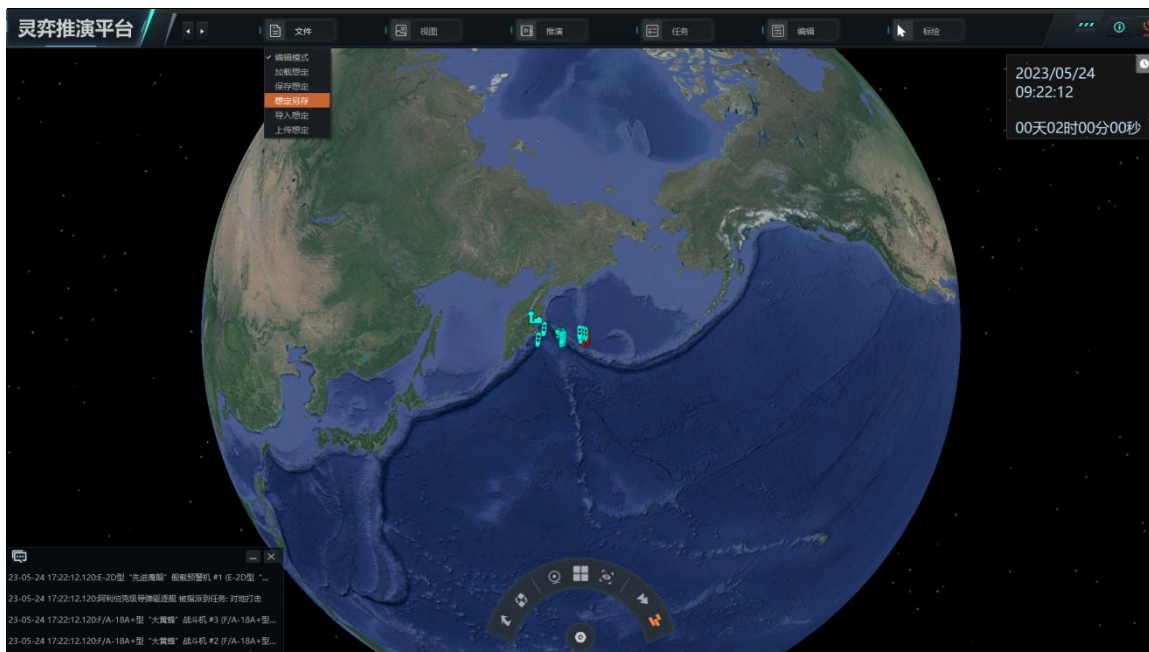 灵弈推演平台
文件
视图
推演
任务
编辑
标绘
编辑模式
加载想定
保存想定
想定另存
导入想定
上传想定
2023/05/24
09:22:12
00天02时00分00秒
23-05-24 17:22:12.120:E-2D型 “先进鹰眼” 舰载预警机 #1 (E-2D型 “...
23-05-24 17:22:12.120:阿利伯克级导弹驱逐舰 被指派到任务: 对地打击
23-05-24 17:22:12.120:F/A-18A+型 “大黄蜂” 战斗机 #3 (F/A-18A+型...
23-05-24 17:22:12.120:F/A-18A+型 “大黄蜂” 战斗机 #2 (F/A-18A+型...